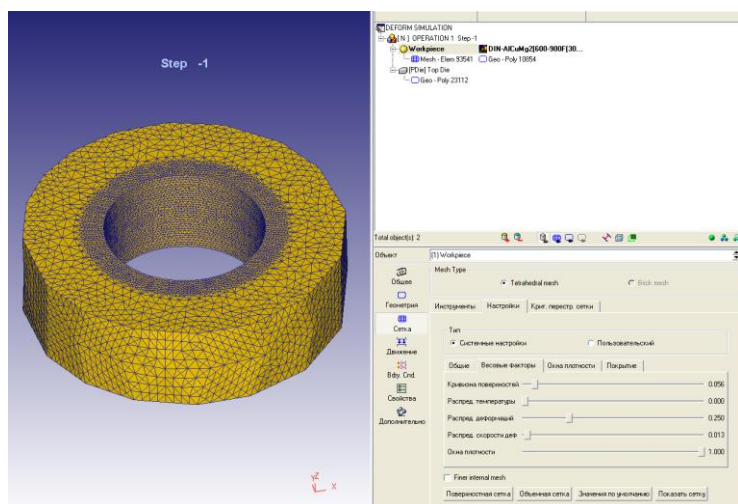 Step -1
DEFORM SIMULATION
[N ] OPERATION 1 Step -1
Workpiece DIN-AlCuMg2[600-900F(30...
Mesh - Elem 93541 Geo - Poly 10854
[PDie] Top Die
Geo - Poly 23112
Total object(s): 2
Объект (1) Workpiece
Общее
Геометрия
Сетка
Движение
Bdry. Cnd.
Свойства
Дополнительно
Mesh Type
Tetrahedral mesh Brick mesh
Инструменты Настройки Крит. перестр. сетки
Тип
Системные настройки Пользовательский
Общие Весовые факторы Окна плотности Покрытие
Кривизна поверхностей 0.056
Распред. температуры 0.000
Распред. деформаций 0.250
Распред. скорости деф 0.013
Окна плотности 1.000
Finer internal mesh
Поверхностная сетка Объемная сетка Значения по умолчанию Показать сетку
YZ
X